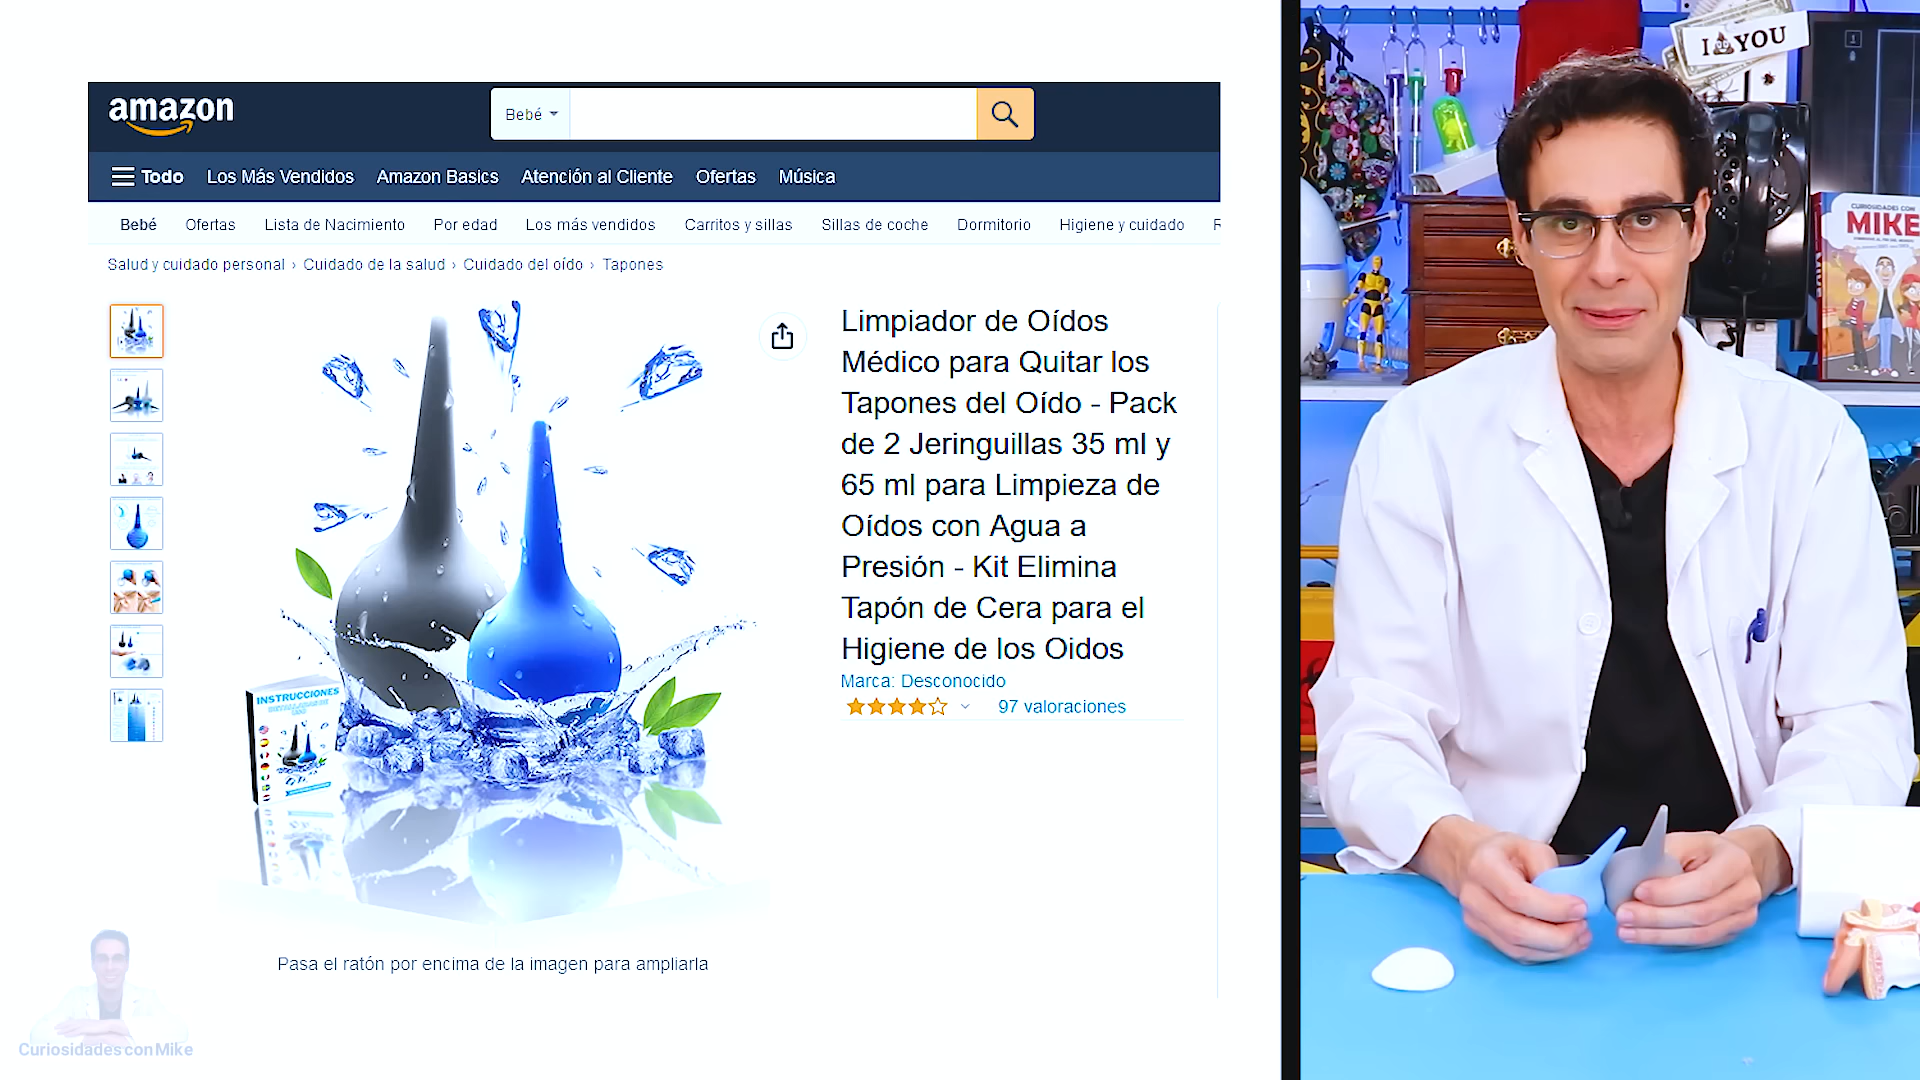 amazon
Bebé
Todo
Los Más Vendidos
Amazon Basics
Atención al Cliente
Ofertas
Música
Bebé
Ofertas
Lista de Nacimiento
Por edad
Los más vendidos
Carritos y sillas
Sillas de coche
Dormitorio
Higiene y cuidado
R
Salud y cuidado personal › Cuidado de la salud › Cuidado del oído › Tapones
Limpiador de Oídos
Médico para Quitar los
Tapones del Oído - Pack
de 2 Jeringuillas 35 ml y
65 ml para Limpieza de
Oídos con Agua a
Presión - Kit Elimina
Tapón de Cera para el
Higiene de los Oidos
Marca: Desconocido
97 valoraciones
INSTRUCCIONES
Pasa el ratón por encima de la imagen para ampliarla
Curiosidades con Mike
I YOU
1
CURIOSIDADES CON
MIKE